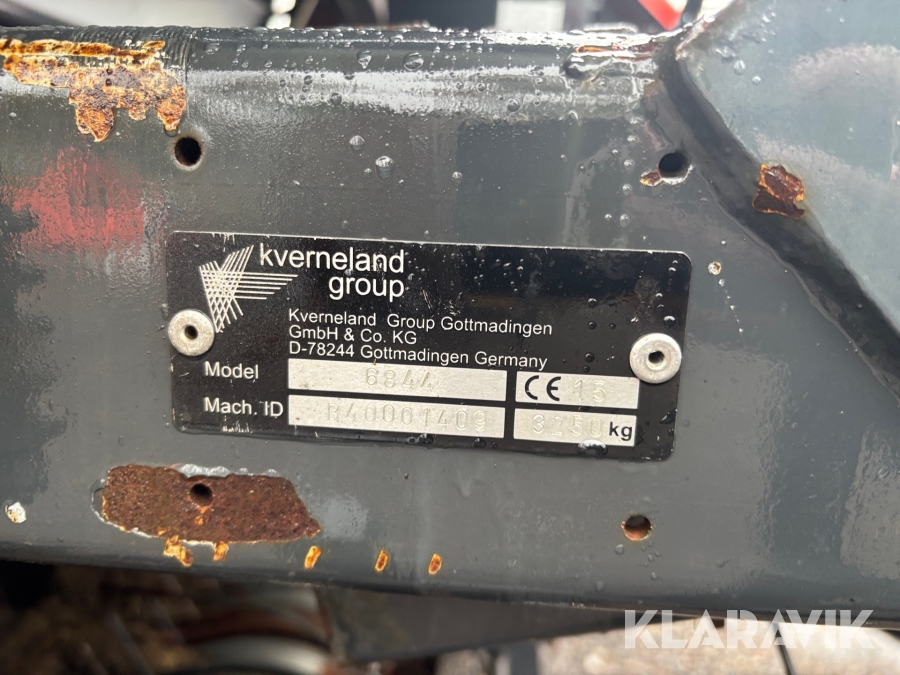 kverneland
group
Kverneland Group Gottmadingen
GmbH & Co. KG
D-78244 Gottmadingen Germany
Model 6844 CE 15
Mach. ID R40001409 3250 kg
KLARAVIK